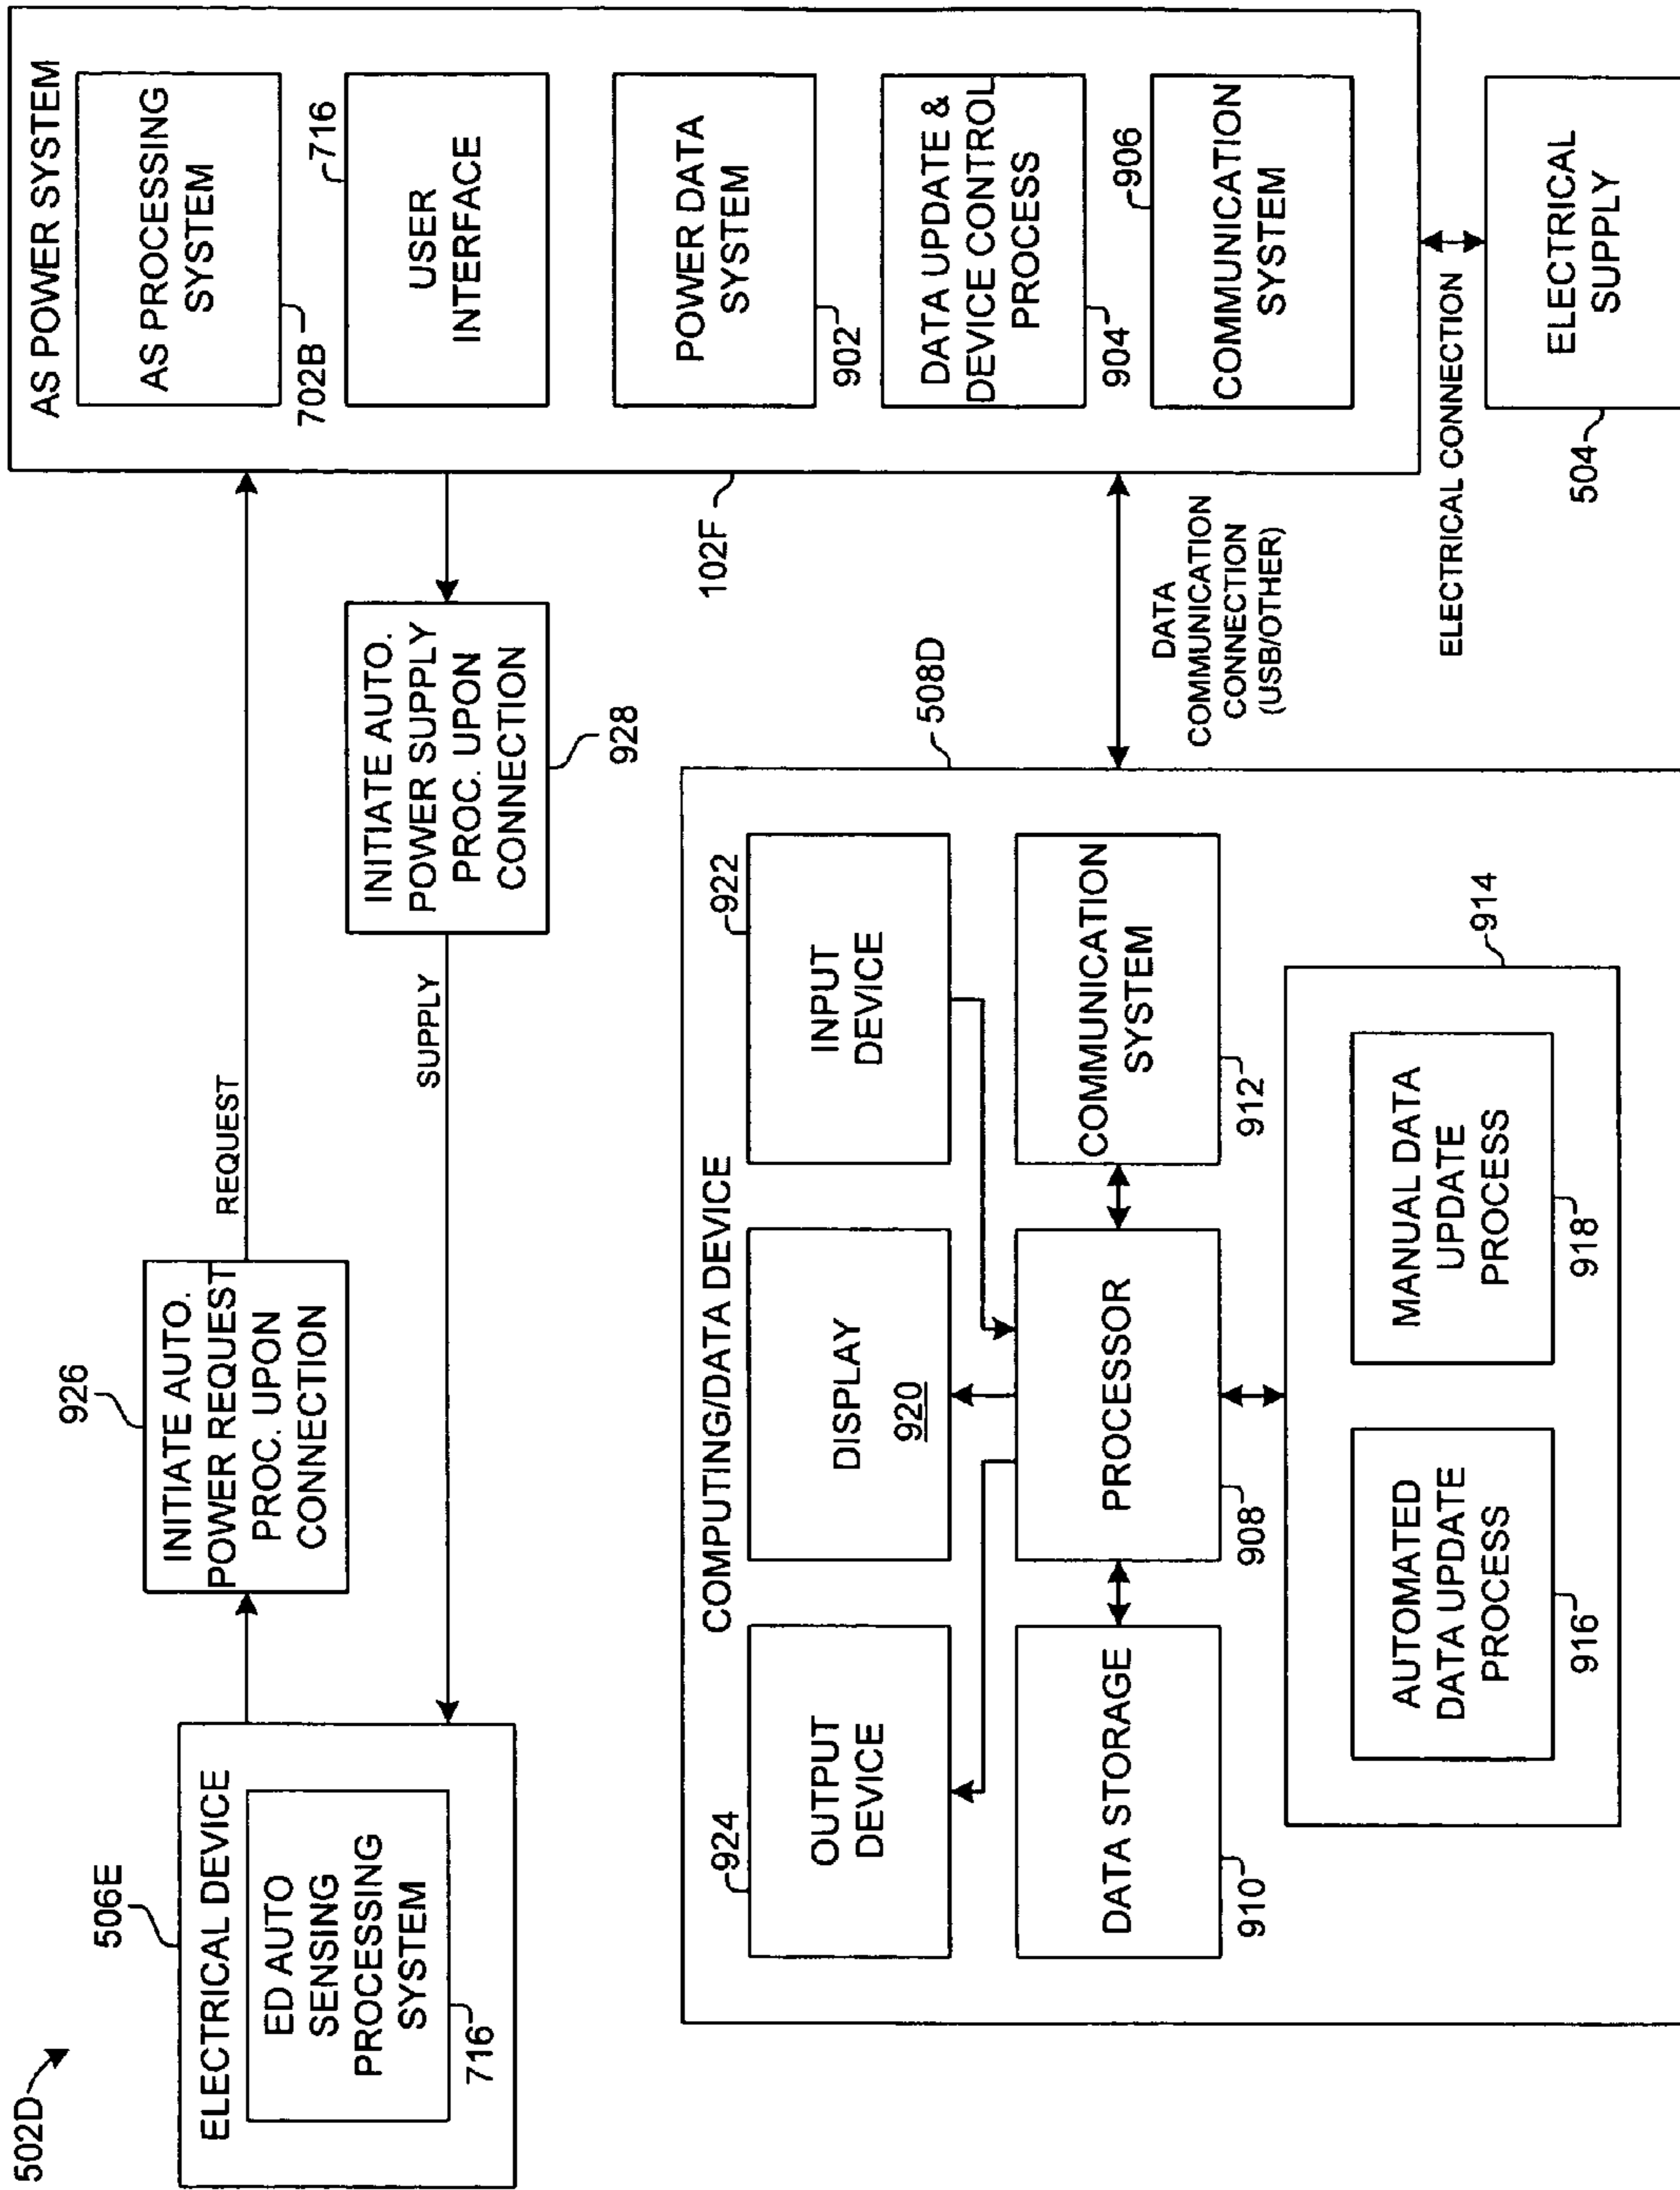 502D
506E
ELECTRICAL DEVICE
ED AUTO
SENSING
PROCESSING
SYSTEM
716
926
INITIATE AUTO.
POWER REQUEST
PROC. UPON
CONNECTION
REQUEST
SUPPLY
INITIATE AUTO.
POWER SUPPLY
PROC. UPON
CONNECTION
928
AS POWER SYSTEM
AS PROCESSING
SYSTEM
702B
716
USER
INTERFACE
POWER DATA
SYSTEM
902
DATA UPDATE &
DEVICE CONTROL
PROCESS
904
906
COMMUNICATION
SYSTEM
102F
DATA
COMMUNICATION
CONNECTION
(USB/OTHER)
ELECTRICAL CONNECTION
ELECTRICAL
SUPPLY
504
508D
COMPUTING/DATA DEVICE
924
OUTPUT
DEVICE
DISPLAY
920
922
INPUT
DEVICE
DATA STORAGE
910
PROCESSOR
908
COMMUNICATION
SYSTEM
912
914
AUTOMATED
DATA UPDATE
PROCESS
916
MANUAL DATA
UPDATE
PROCESS
918